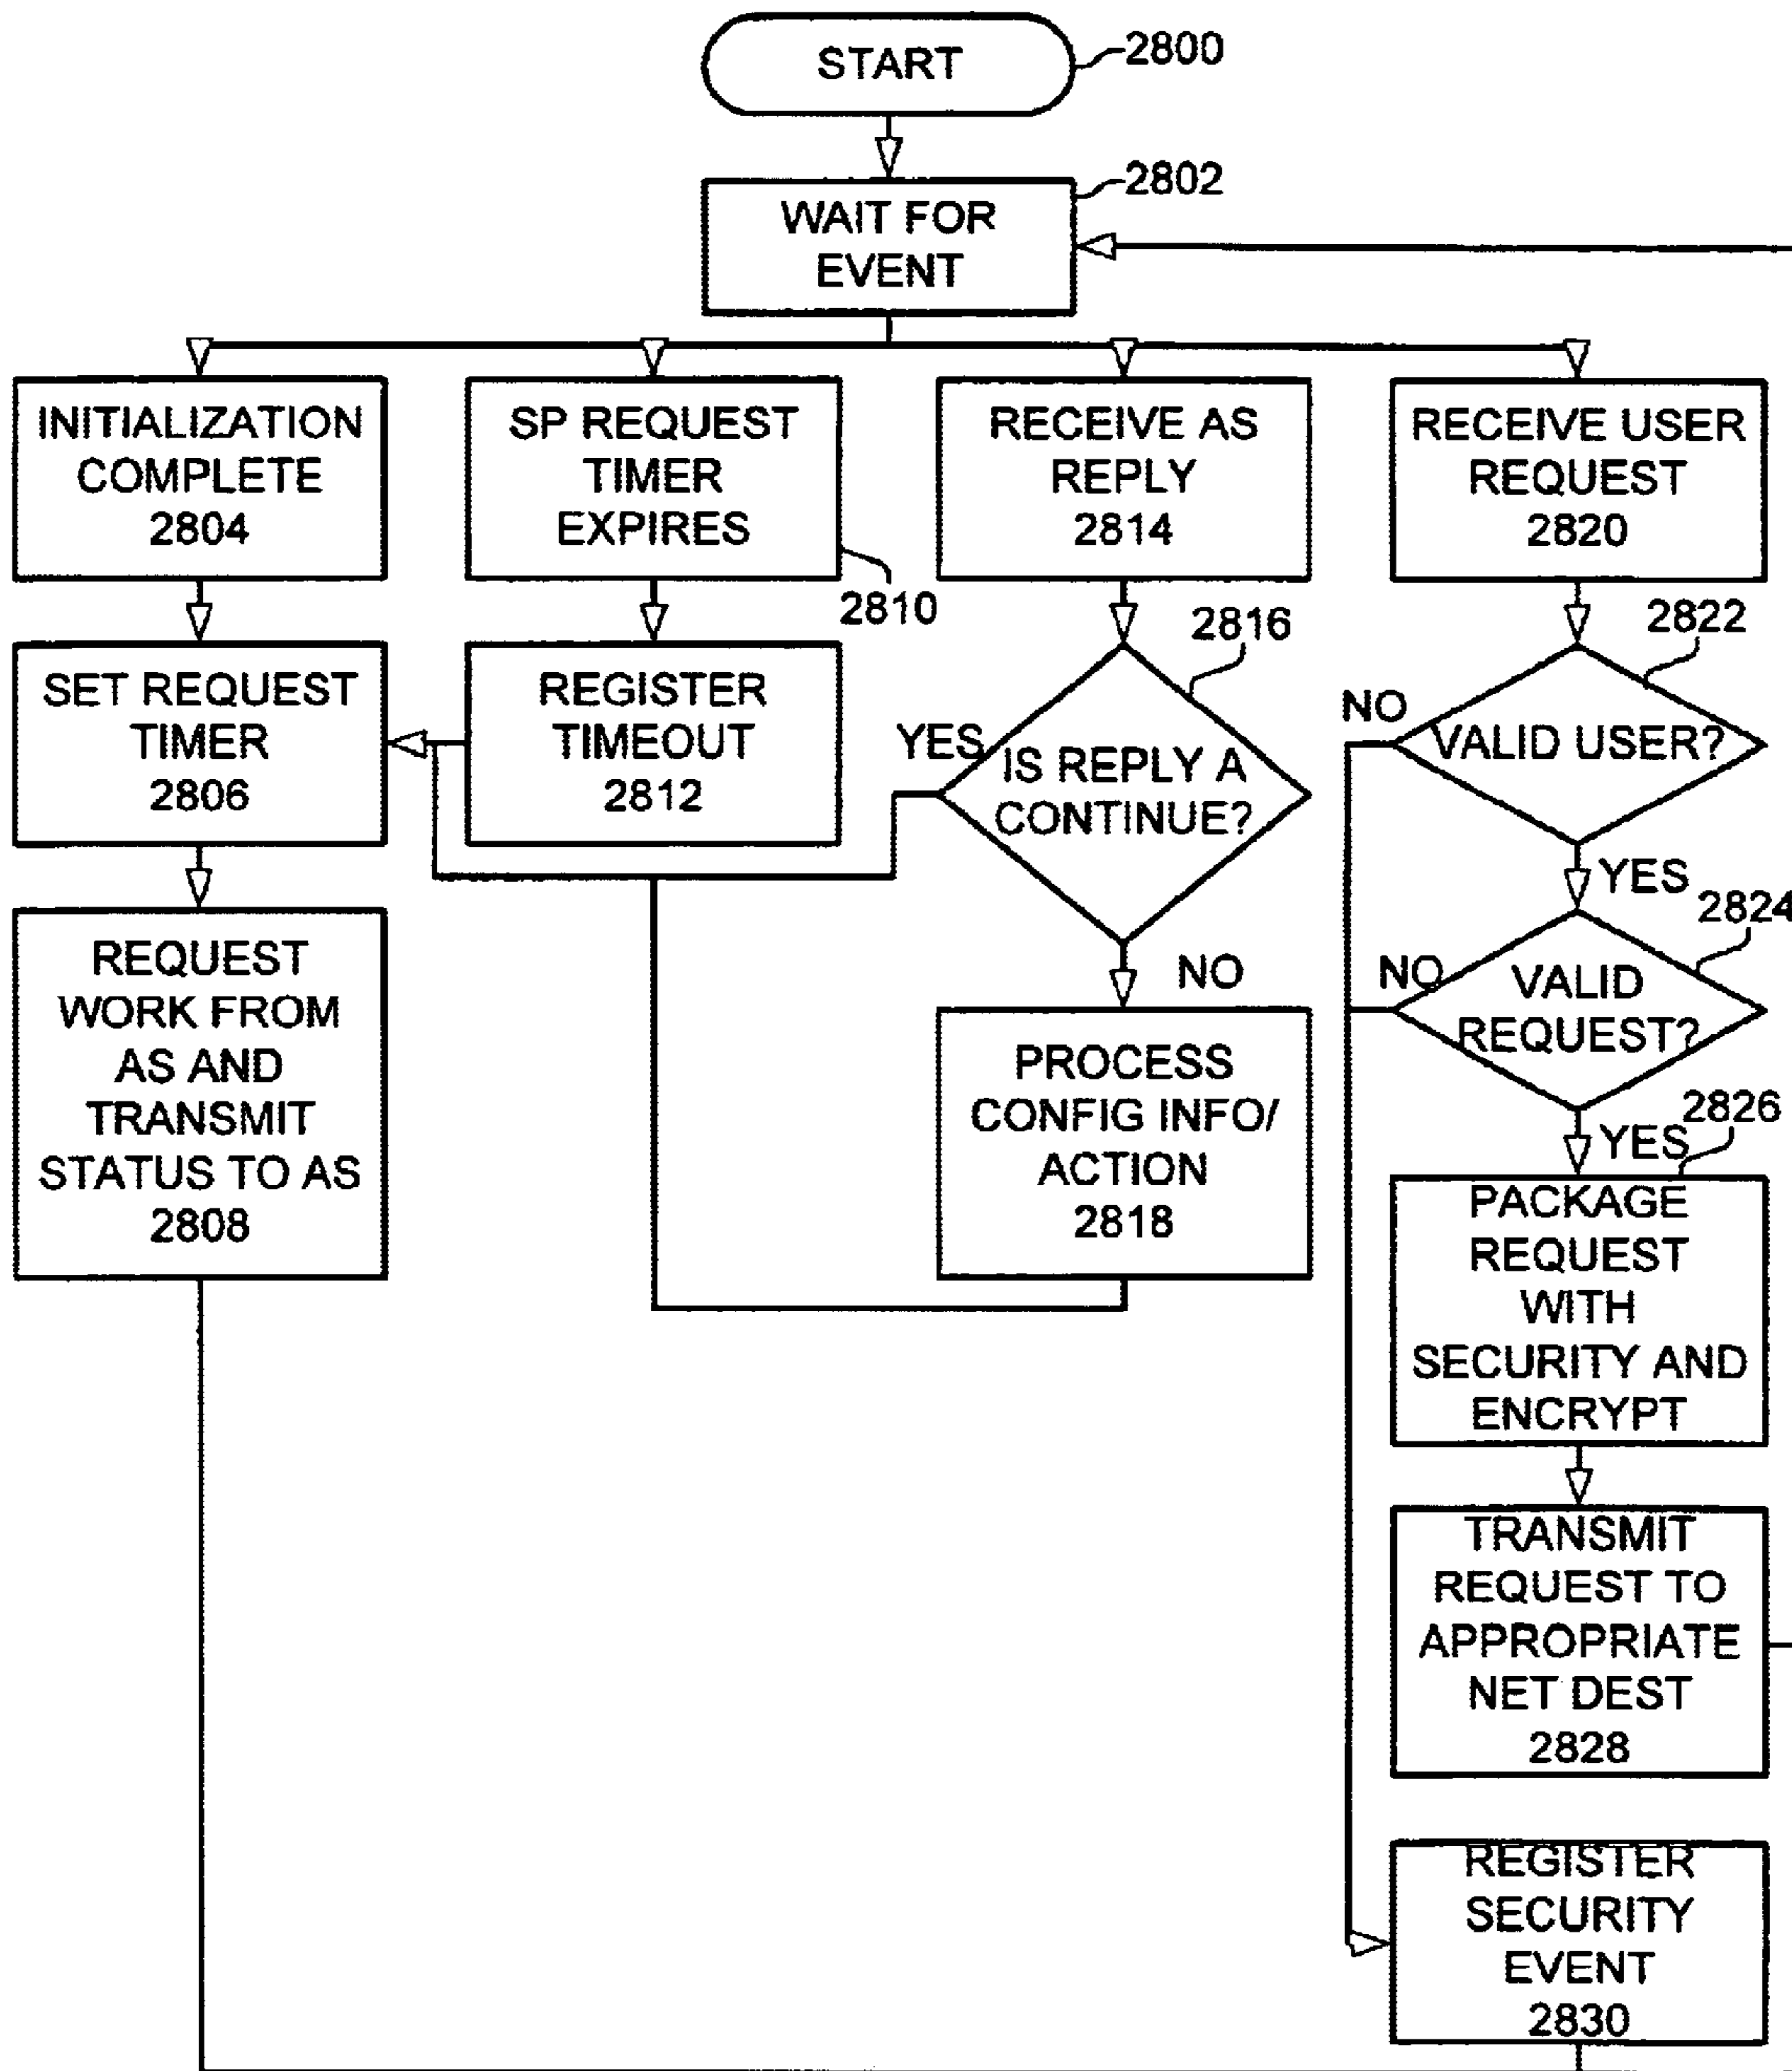 START
2800
WAIT FOR
EVENT
2802
INITIALIZATION
COMPLETE
2804
SP REQUEST
TIMER
EXPIRES
2810
RECEIVE AS
REPLY
2814
RECEIVE USER
REQUEST
2820
SET REQUEST
TIMER
2806
REGISTER
TIMEOUT
2812
2816
YES
IS REPLY A
CONTINUE?
NO
2822
NO
VALID USER?
YES
2824
NO
VALID
REQUEST?
YES
2826
REQUEST
WORK FROM
AS AND
TRANSMIT
STATUS TO AS
2808
PROCESS
CONFIG INFO/
ACTION
2818
PACKAGE
REQUEST
WITH
SECURITY AND
ENCRYPT
TRANSMIT
REQUEST TO
APPROPRIATE
NET DEST
2828
REGISTER
SECURITY
EVENT
2830